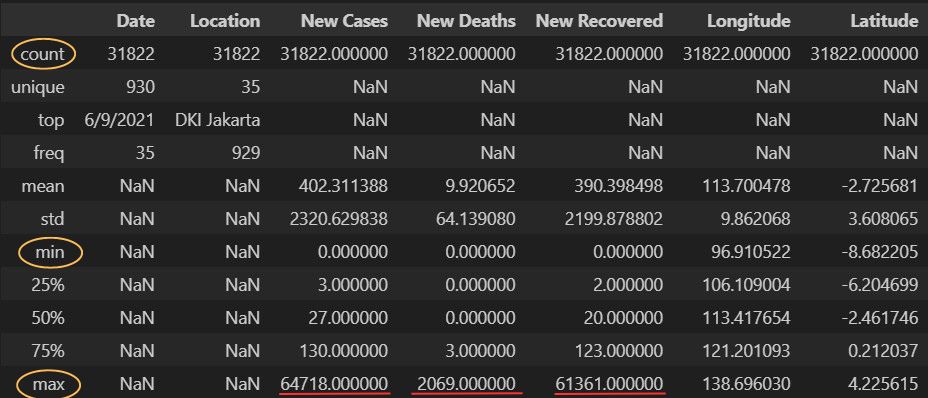 Date Location New Cases New Deaths New Recovered Longitude Latitude
count 31822 31822 31822.000000 31822.000000 31822.000000 31822.000000 31822.000000
unique 930 35 NaN NaN NaN NaN NaN
top 6/9/2021 DKI Jakarta NaN NaN NaN NaN NaN
freq 35 929 NaN NaN NaN NaN NaN
mean NaN NaN 402.311388 9.920652 390.398498 113.700478 -2.725681
std NaN NaN 2320.629838 64.139080 2199.878802 9.862068 3.608065
min NaN NaN 0.000000 0.000000 0.000000 96.910522 -8.682205
25% NaN NaN 3.000000 0.000000 2.000000 106.109004 -6.204699
50% NaN NaN 27.000000 0.000000 20.000000 113.417654 -2.461746
75% NaN NaN 130.000000 3.000000 123.000000 121.201093 0.212037
max NaN NaN 64718.000000 2069.000000 61361.000000 138.696030 4.225615